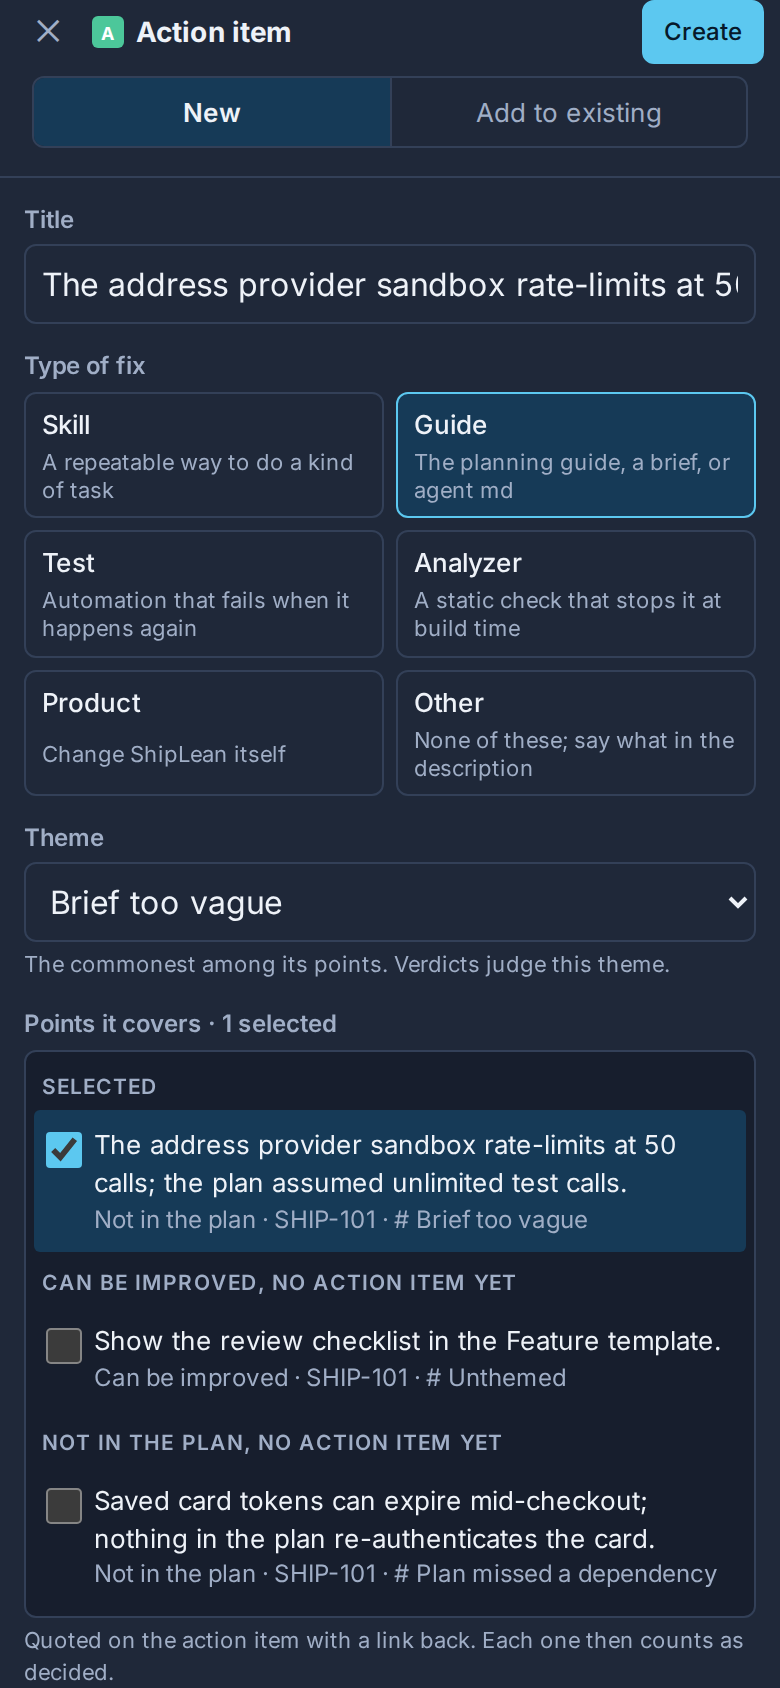 A Action item
Create
New
Add to existing
Title
The address provider sandbox rate-limits at 5
Type of fix
Skill
A repeatable way to do a kind
of task
Guide
The planning guide, a brief, or
agent md
Test
Automation that fails when it
happens again
Analyzer
A static check that stops it at
build time
Product
Change ShipLean itself
Other
None of these; say what in the
description
Theme
Brief too vague
The commonest among its points. Verdicts judge this theme.
Points it covers · 1 selected
SELECTED
The address provider sandbox rate-limits at 50
calls; the plan assumed unlimited test calls.
Not in the plan · SHIP-101 · # Brief too vague
CAN BE IMPROVED, NO ACTION ITEM YET
Show the review checklist in the Feature template.
Can be improved · SHIP-101 · # Unthemed
NOT IN THE PLAN, NO ACTION ITEM YET
Saved card tokens can expire mid-checkout;
nothing in the plan re-authenticates the card.
Not in the plan · SHIP-101 · # Plan missed a dependency
Quoted on the action item with a link back. Each one then counts as
decided.